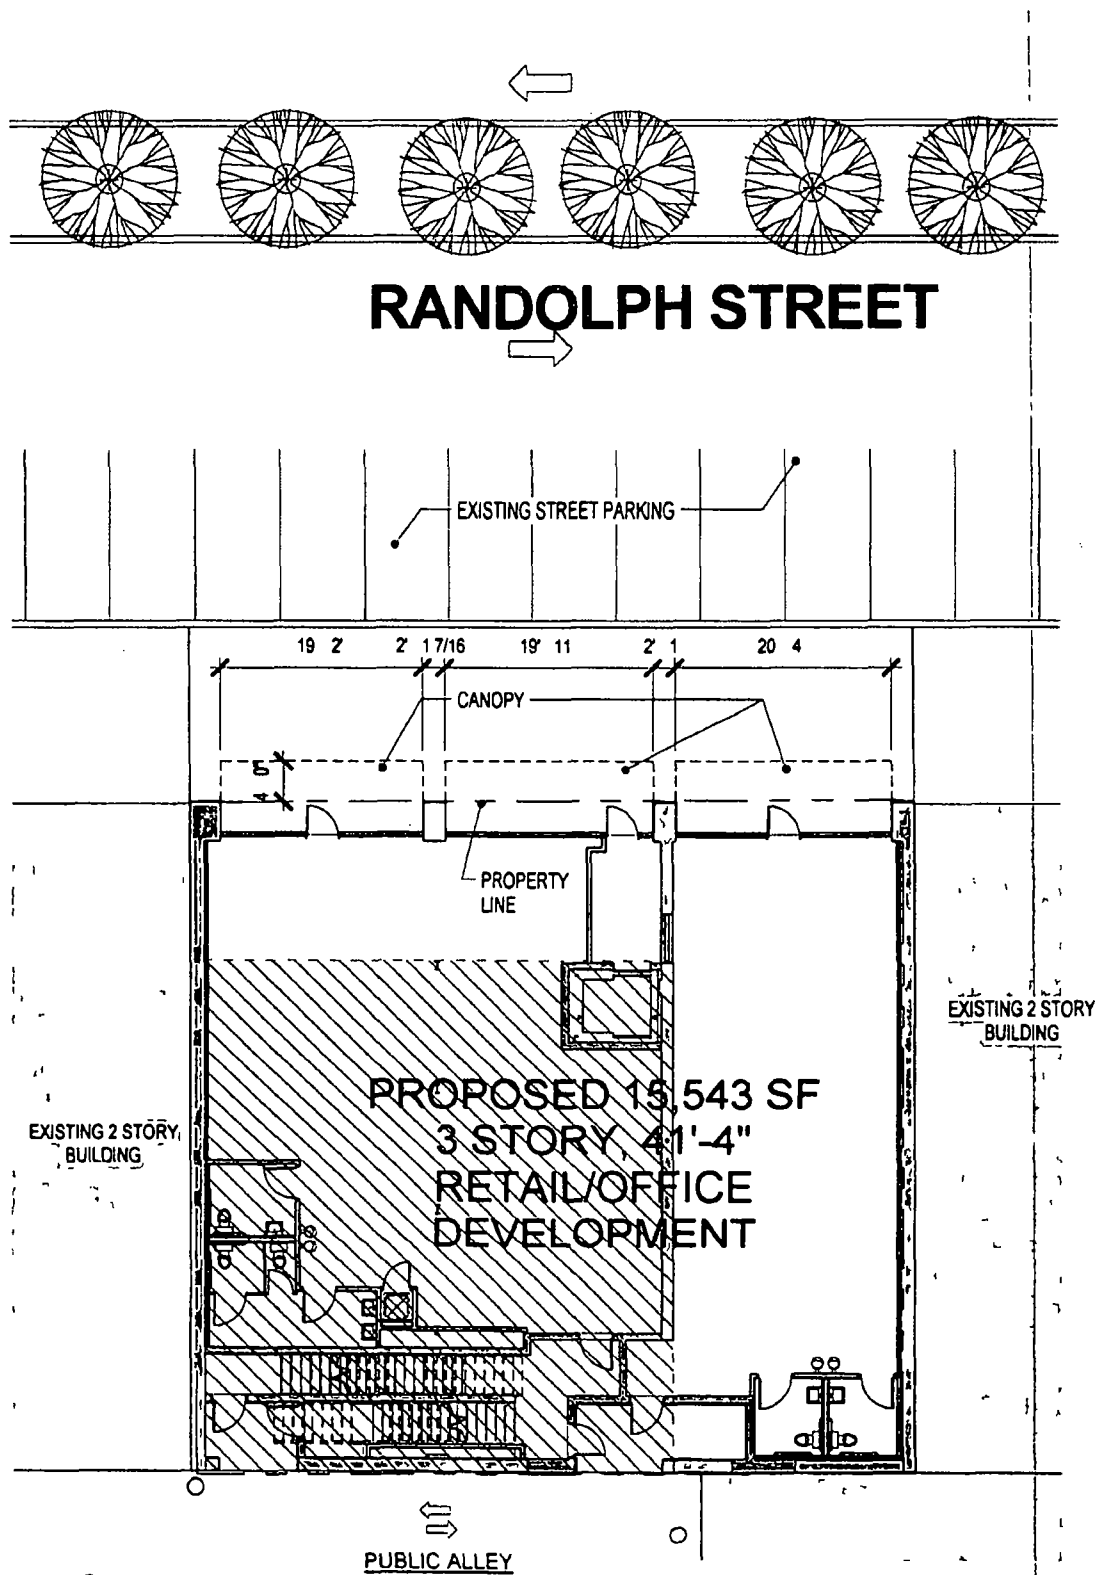 RANDOLPH STREET
EXISTING STREET PARKING
19 2' 2' 1 7/16 19' 11 2' 1 20 4
CANOPY
4 0"
PROPERTY
LINE
EXISTING 2 STORY
BUILDING
PROPOSED 15,543 SF
3 STORY, 41'-4"
RETAIL/OFFICE
DEVELOPMENT
EXISTING 2 STORY
BUILDING
PUBLIC ALLEY